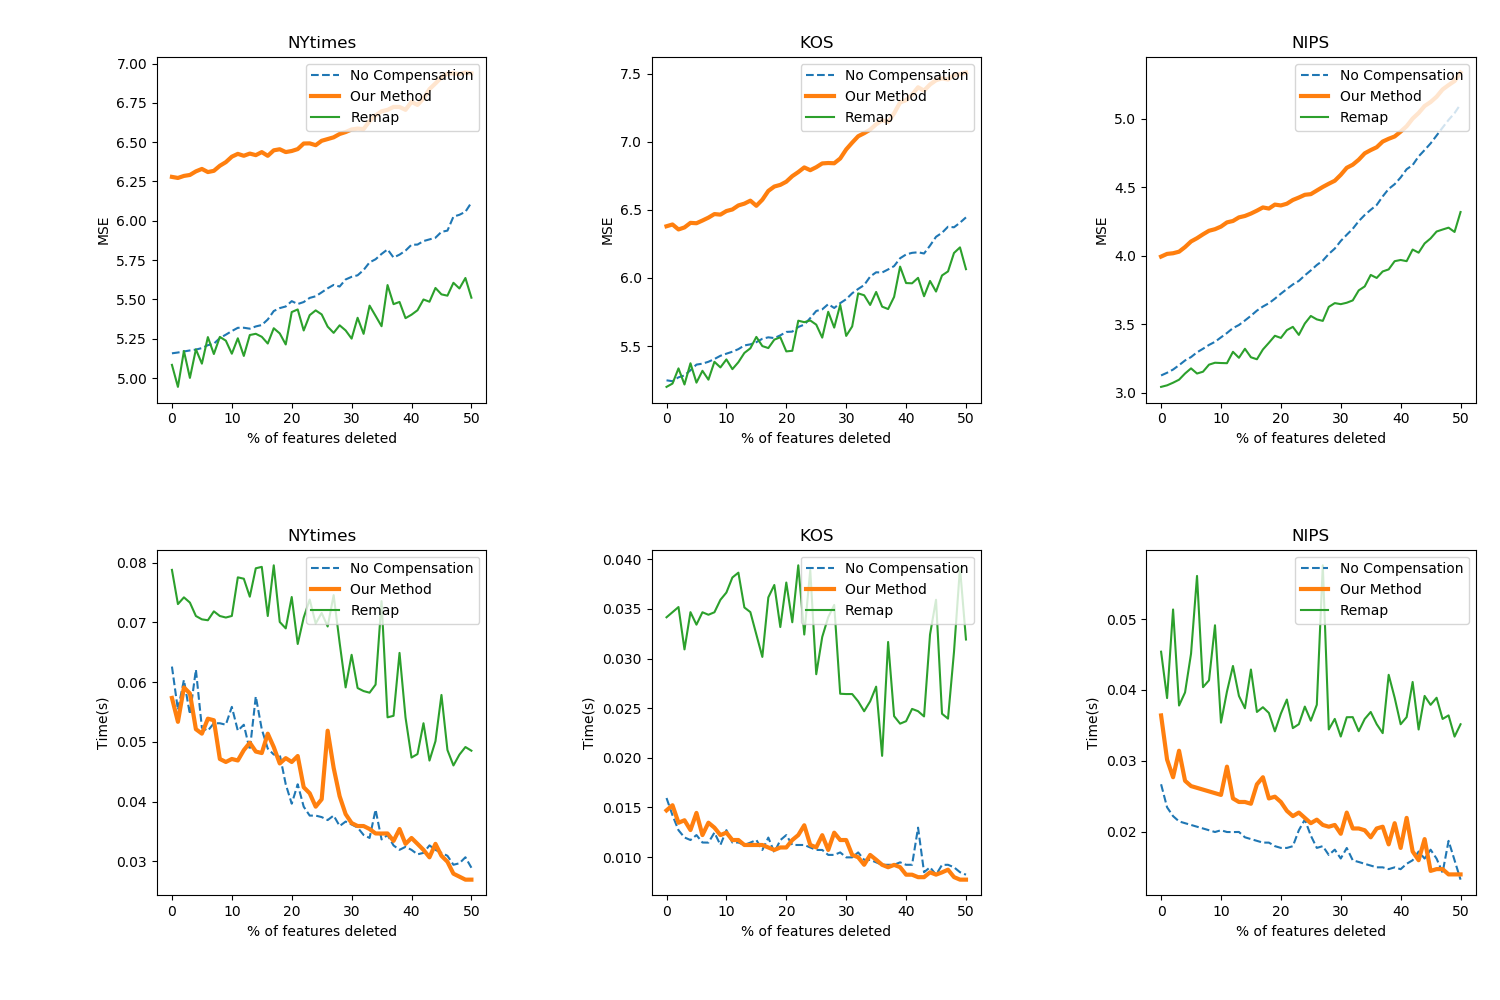 NYtimes
7.00
6.75
6.50
6.25
6.00
5.75
5.50
5.25
5.00
MSE
No Compensation
Our Method
Remap
0 10 20 30 40 50
% of features deleted
KOS
7.5
7.0
6.5
6.0
5.5
MSE
No Compensation
Our Method
Remap
0 10 20 30 40 50
% of features deleted
NIPS
5.0
4.5
4.0
3.5
3.0
MSE
No Compensation
Our Method
Remap
0 10 20 30 40 50
% of features deleted
NYtimes
0.08
0.07
0.06
0.05
0.04
0.03
Time(s)
No Compensation
Our Method
Remap
0 10 20 30 40 50
% of features deleted
KOS
0.040
0.035
0.030
0.025
0.020
0.015
0.010
Time(s)
No Compensation
Our Method
Remap
0 10 20 30 40 50
% of features deleted
NIPS
0.05
0.04
0.03
0.02
Time(s)
No Compensation
Our Method
Remap
0 10 20 30 40 50
% of features deleted